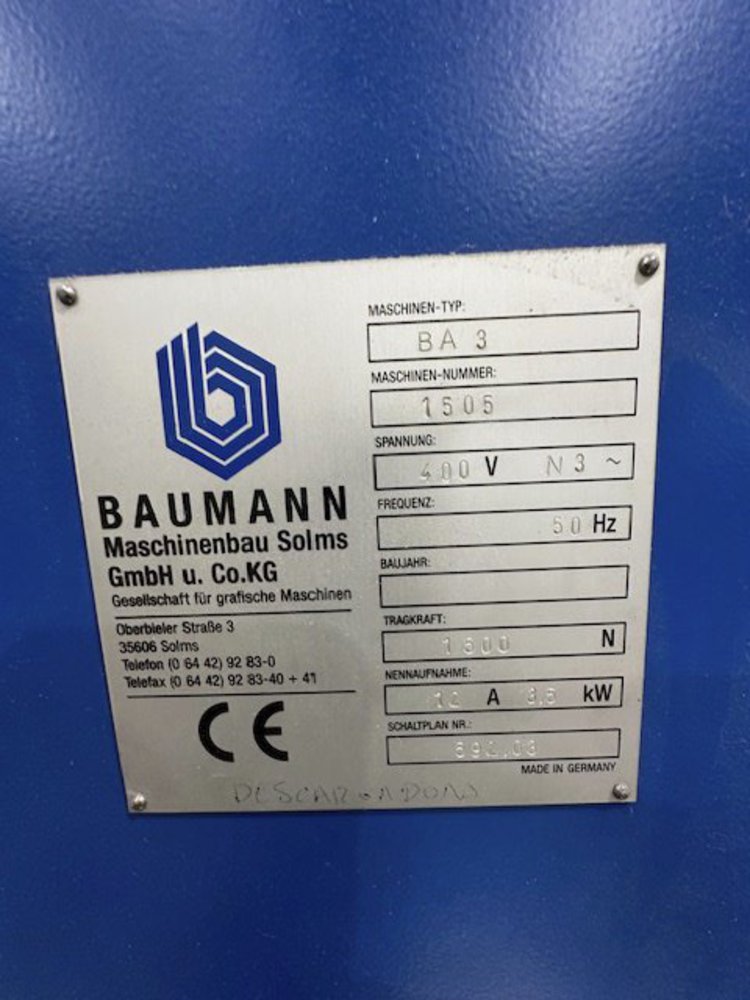 BAUMANN
Maschinenbau Solms
GmbH u. Co.KG
Gesellschaft für grafische Maschinen
Oberbieler Straße 3
35606 Solms
Telefon (0 64 42) 92 83-0
Telefax (0 64 42) 92 83-40 + 41
CE
MASCHINEN-TYP:
BA 3
MASCHINEN-NUMMER:
1505
SPANNUNG:
400 V N 3 ~
FREQUENZ:
50 Hz
BAUJAHR:
TRAGKRAFT:
N
NENNAUFNAHME:
A kW
SCHALTPLAN NR.:
MADE IN GERMANY